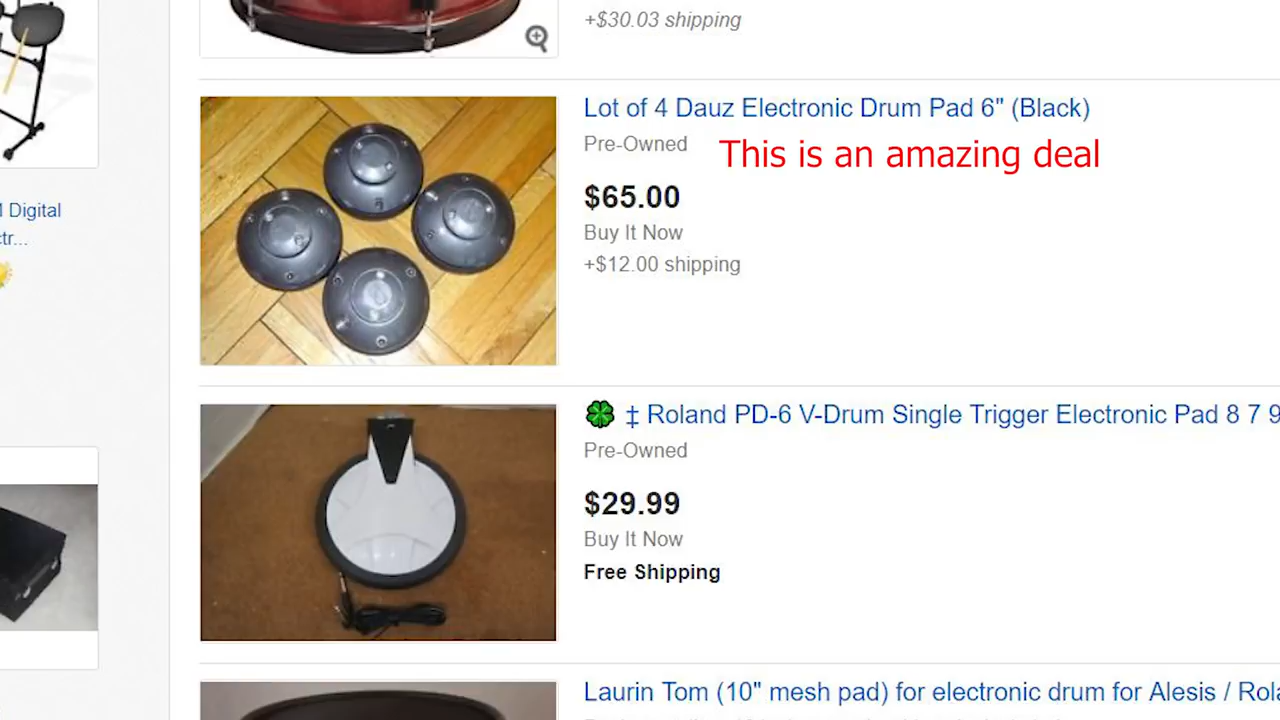 +$30.03 shipping
Lot of 4 Dauz Electronic Drum Pad 6" (Black)
Pre-Owned
This is an amazing deal
$65.00
Buy It Now
+$12.00 shipping
Digital
tr...
‡ Roland PD-6 V-Drum Single Trigger Electronic Pad 8 7 9
Pre-Owned
$29.99
Buy It Now
Free Shipping
Laurin Tom (10" mesh pad) for electronic drum for Alesis / Rola